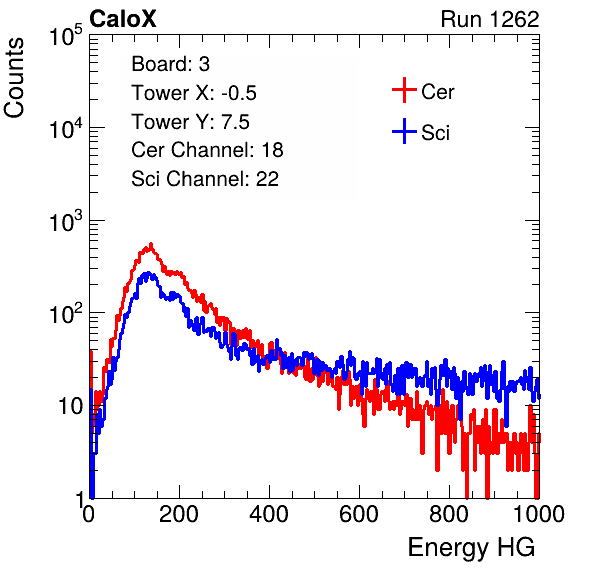 CaloX Run 1262
Counts
10^5
10^4
10^3
10^2
10
1
Board: 3
Tower X: -0.5
Tower Y: 7.5
Cer Channel: 18
Sci Channel: 22
Cer
Sci
0 200 400 600 800 1000
Energy HG